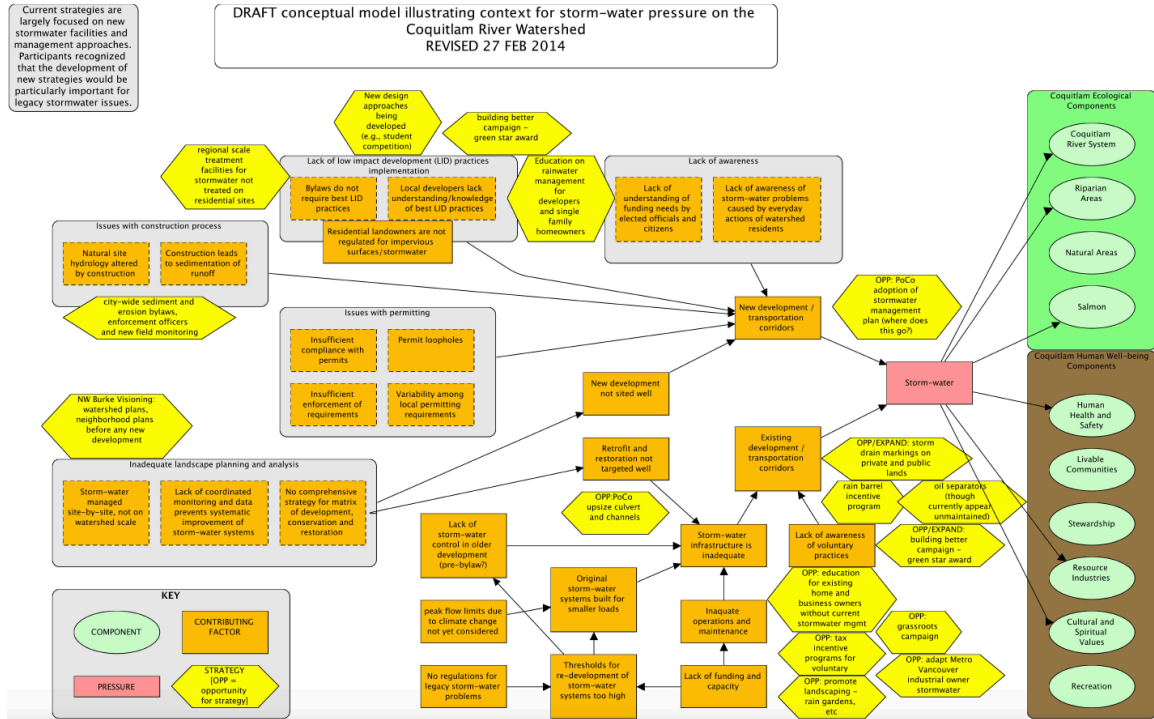 Current strategies are
largely focused on new
stormwater facilities and
management approaches.
Participants recognized
that the development of
new strategies would be
particularly important for
legacy stormwater issues.
DRAFT conceptual model illustrating context for storm-water pressure on the
Coquitlam River Watershed
REVISED 27 FEB 2014
New design
approaches
being
developed
(e.g., student
competition)
building better
campaign -
green star award
regional scale
treatment
facilities for
stormwater not
treated on
residential sites
Lack of low impact development (LID) practices
implementation
Bylaws do not
require best LID
practices
Local developers lack
understanding/knowledge
of best LID practices
Residential landowners are not
regulated for impervious
surfaces/stormwater
Education on
rainwater
management
for
developers
and single
family
homeowners
Lack of awareness
Lack of
understanding of
funding needs by
elected officials and
citizens
Lack of awareness of
storm-water problems
caused by everyday
actions of watershed
residents
Issues with construction process
Natural site
hydrology altered
by construction
Construction leads
to sedimentation of
runoff
city-wide sediment and
erosion bylaws,
enforcement officers
and new field monitoring
Issues with permitting
Insufficient
compliance with
permits
Permit loopholes
Insufficient
enforcement of
requirements
Variability among
local permitting
requirements
New development /
transportation
corridors
OPP: PoCo
adoption of
stormwater
management
plan (where does
this go?)
Storm-water
New development
not sited well
NW Burke Visioning:
watershed plans,
neighborhood plans
before any new
development
Inadequate landscape planning and analysis
Storm-water
managed
site-by-site, not on
watershed scale
Lack of coordinated
monitoring and data
prevents systematic
improvement of
storm-water systems
No comprehensive
strategy for matrix
of development,
conservation and
restoration
Retrofit and
restoration not
targeted well
Existing
development /
transportation
corridors
OPP/EXPAND: storm
drain markings on
private and public
lands
rain barrel
incentive
program
oil separators
(though
currently appear
unmaintained)
OPP:PoCo
upsize culvert
and channels
Lack of
storm-water
control in older
development
(pre-bylaw?)
Storm-water
infrastructure is
inadequate
Lack of awareness
of voluntary
practices
OPP/EXPAND:
building better
campaign -
green star award
Original
storm-water
systems built for
smaller loads
peak flow limits due
to climate change
not yet considered
Inaquate
operations and
maintenance
OPP: education
for existing
home and
business owners
without current
stormwater mgmt
OPP:
grassroots
campaign
OPP: tax
incentive
programs for
voluntary
OPP: adapt Metro
Vancouver
industrial owner
stormwater
No regulations for
legacy storm-water
problems
Thresholds for
re-development of
storm-water
systems too high
Lack of funding and
capacity
OPP: promote
landscaping -
rain gardens,
etc
KEY
COMPONENT
CONTRIBUTING
FACTOR
PRESSURE
STRATEGY
[OPP =
opportunity
for strategy]
Coquitlam Ecological
Components
Coquitlam
River System
Riparian
Areas
Natural Areas
Salmon
Coquitlam Human Well-being
Components
Human
Health and
Safety
Livable
Communities
Stewardship
Resource
Industries
Cultural and
Spiritual
Values
Recreation